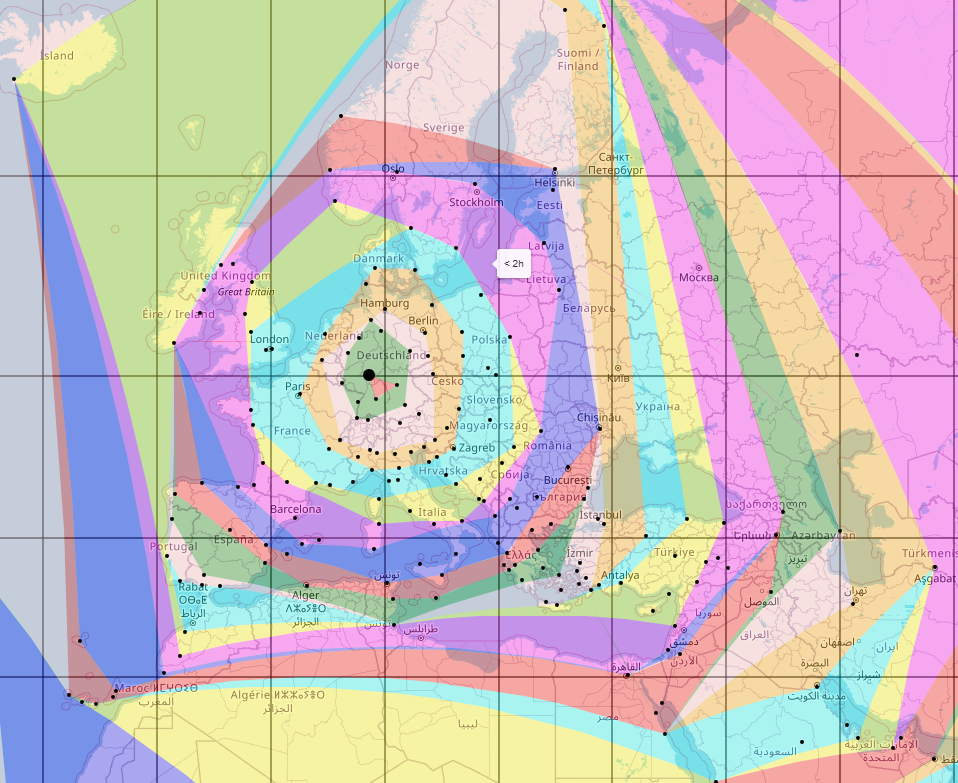 Ísland
Norge
Suomi /
Finland
Sverige
Санкт-
Петербург
Oslo
Helsinki
Stockholm
Eesti
Latvija
Danmark
< 2h
United Kingdom
Great Britain
Lietuva
Москва
Éire / Ireland
Hamburg
Беларусь
Berlin
London
Nederland
Polska
Deutschland
Київ
Paris
Česko
Slovensko
Україна
France
Magyarország
Chișinău
Zagreb
România
Hrvatska
Србија
București
Barcelona
Italia
България
საქართველო
İstanbul
Portugal
España
Ελλάς
İzmir
Türkiye
Երևան
Azərbaycan
Türkmenis
تبریز
Aşgabat
تونس
Antalya
Rabat
ⵔⴱⴰⵟ
الرباط
Alger
ⵍⵣⵣⴰⵢⴻⵔ
الجزائر
تونس
طرابلس
سوريا
الموصل
تهران
دمشق
العراق
اصفهان
ایران
القاهرة
الأردن
البصرة
شیراز
Maroc ⵍⵎⵖⵔⵉⴱ
المغرب
Algérie ⵍⵣⵣⴰⵢⴻⵔ
الجزائر
ليبيا
مصر
مدينة الكويت
السعودية
الإمارات العربية
المتحدة